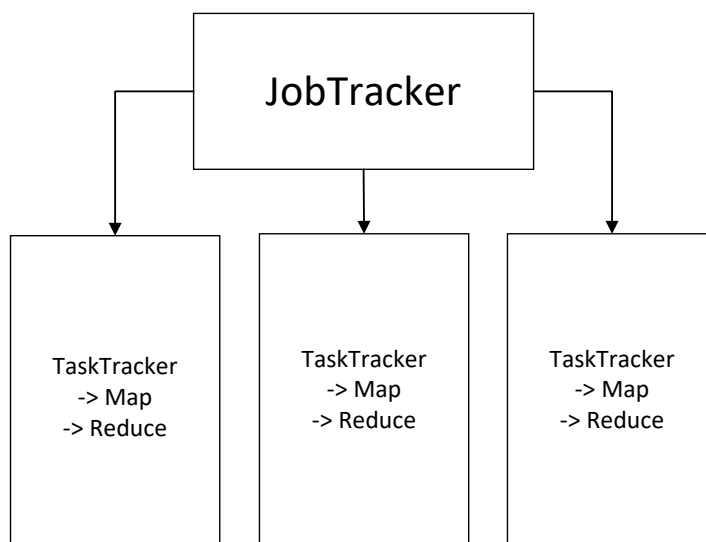 JobTracker
TaskTracker
-> Map
-> Reduce
TaskTracker
-> Map
-> Reduce
TaskTracker
-> Map
-> Reduce